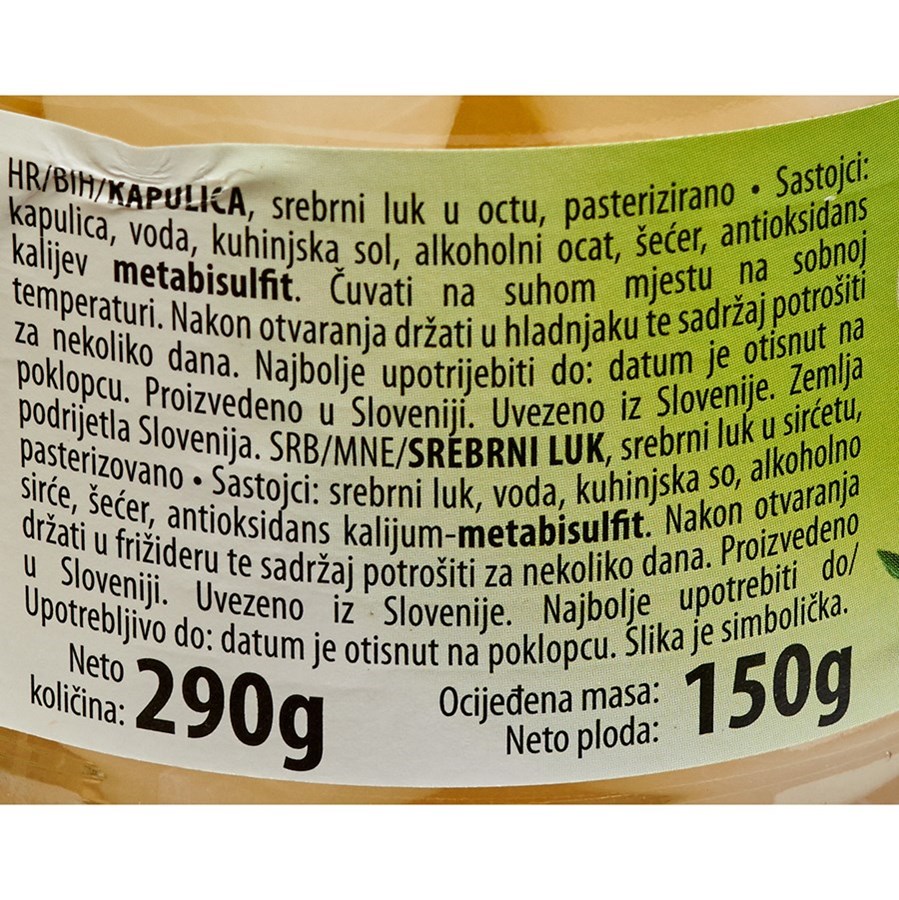 HR/BIH/KAPULICA, srebrni luk u octu, pasterizirano • Sastojci:
kapulica, voda, kuhinjska sol, alkoholni ocat, šećer, antioksidans
kalijev metabisulfit. Čuvati na suhom mjestu na sobnoj
temperaturi. Nakon otvaranja držati u hladnjaku te sadržaj potrošiti
za nekoliko dana. Najbolje upotrijebiti do: datum je otisnut na
poklopcu. Proizvedeno u Sloveniji. Uvezeno iz Slovenije. Zemlja
podrijetla Slovenija. SRB/MNE/SREBRNI LUK, srebrni luk u sirćetu,
pasterizovano • Sastojci: srebrni luk, voda, kuhinjska so, alkoholno
sirće, šećer, antioksidans kalijum-metabisulfit. Nakon otvaranja
držati u frižideru te sadržaj potrošiti za nekoliko dana. Proizvedeno
u Sloveniji. Uvezeno iz Slovenije. Najbolje upotrebiti do/
Upotrebljivo do: datum je otisnut na poklopcu. Slika je simbolička.
Neto količina: 290g
Ocijeđena masa:
Neto ploda: 150g